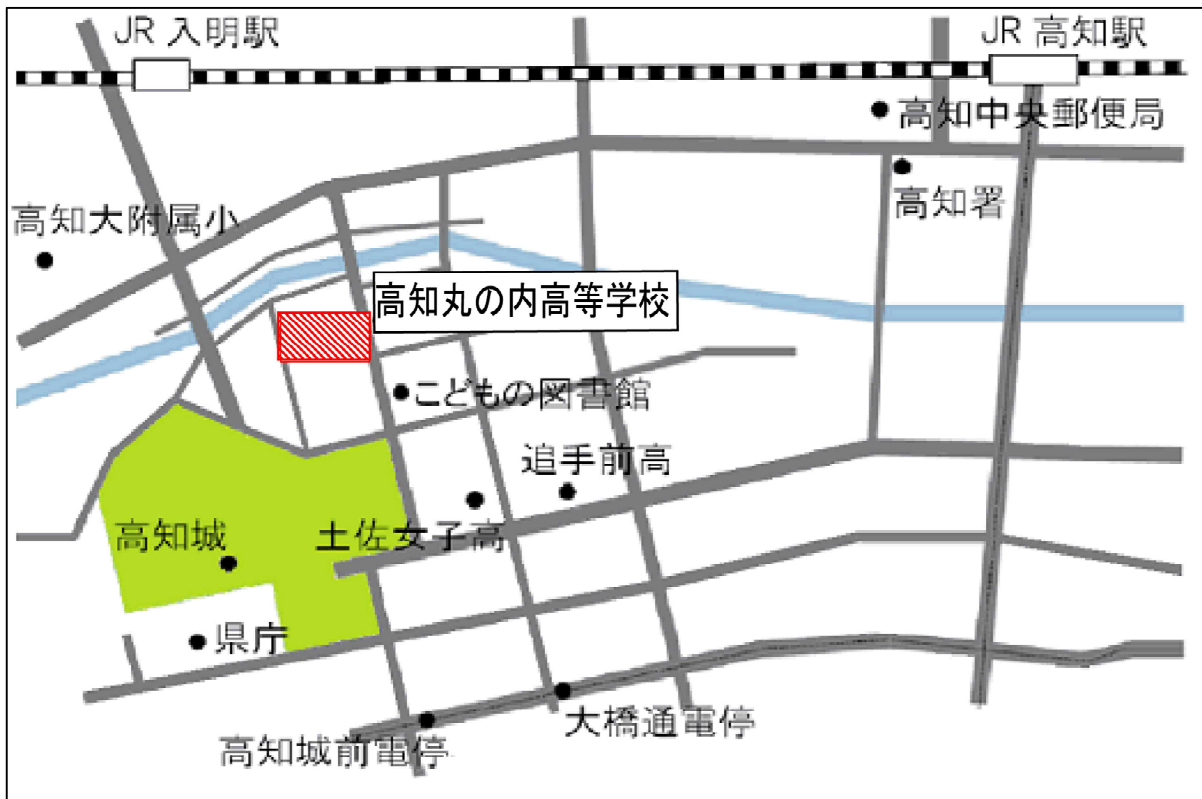 JR 入明駅
JR 高知駅
高知中央郵便局
高知署
高知大附属小
高知丸の内高等学校
こどもの図書館
追手前高
土佐女子高
高知城
県庁
大橋通電停
高知城前電停